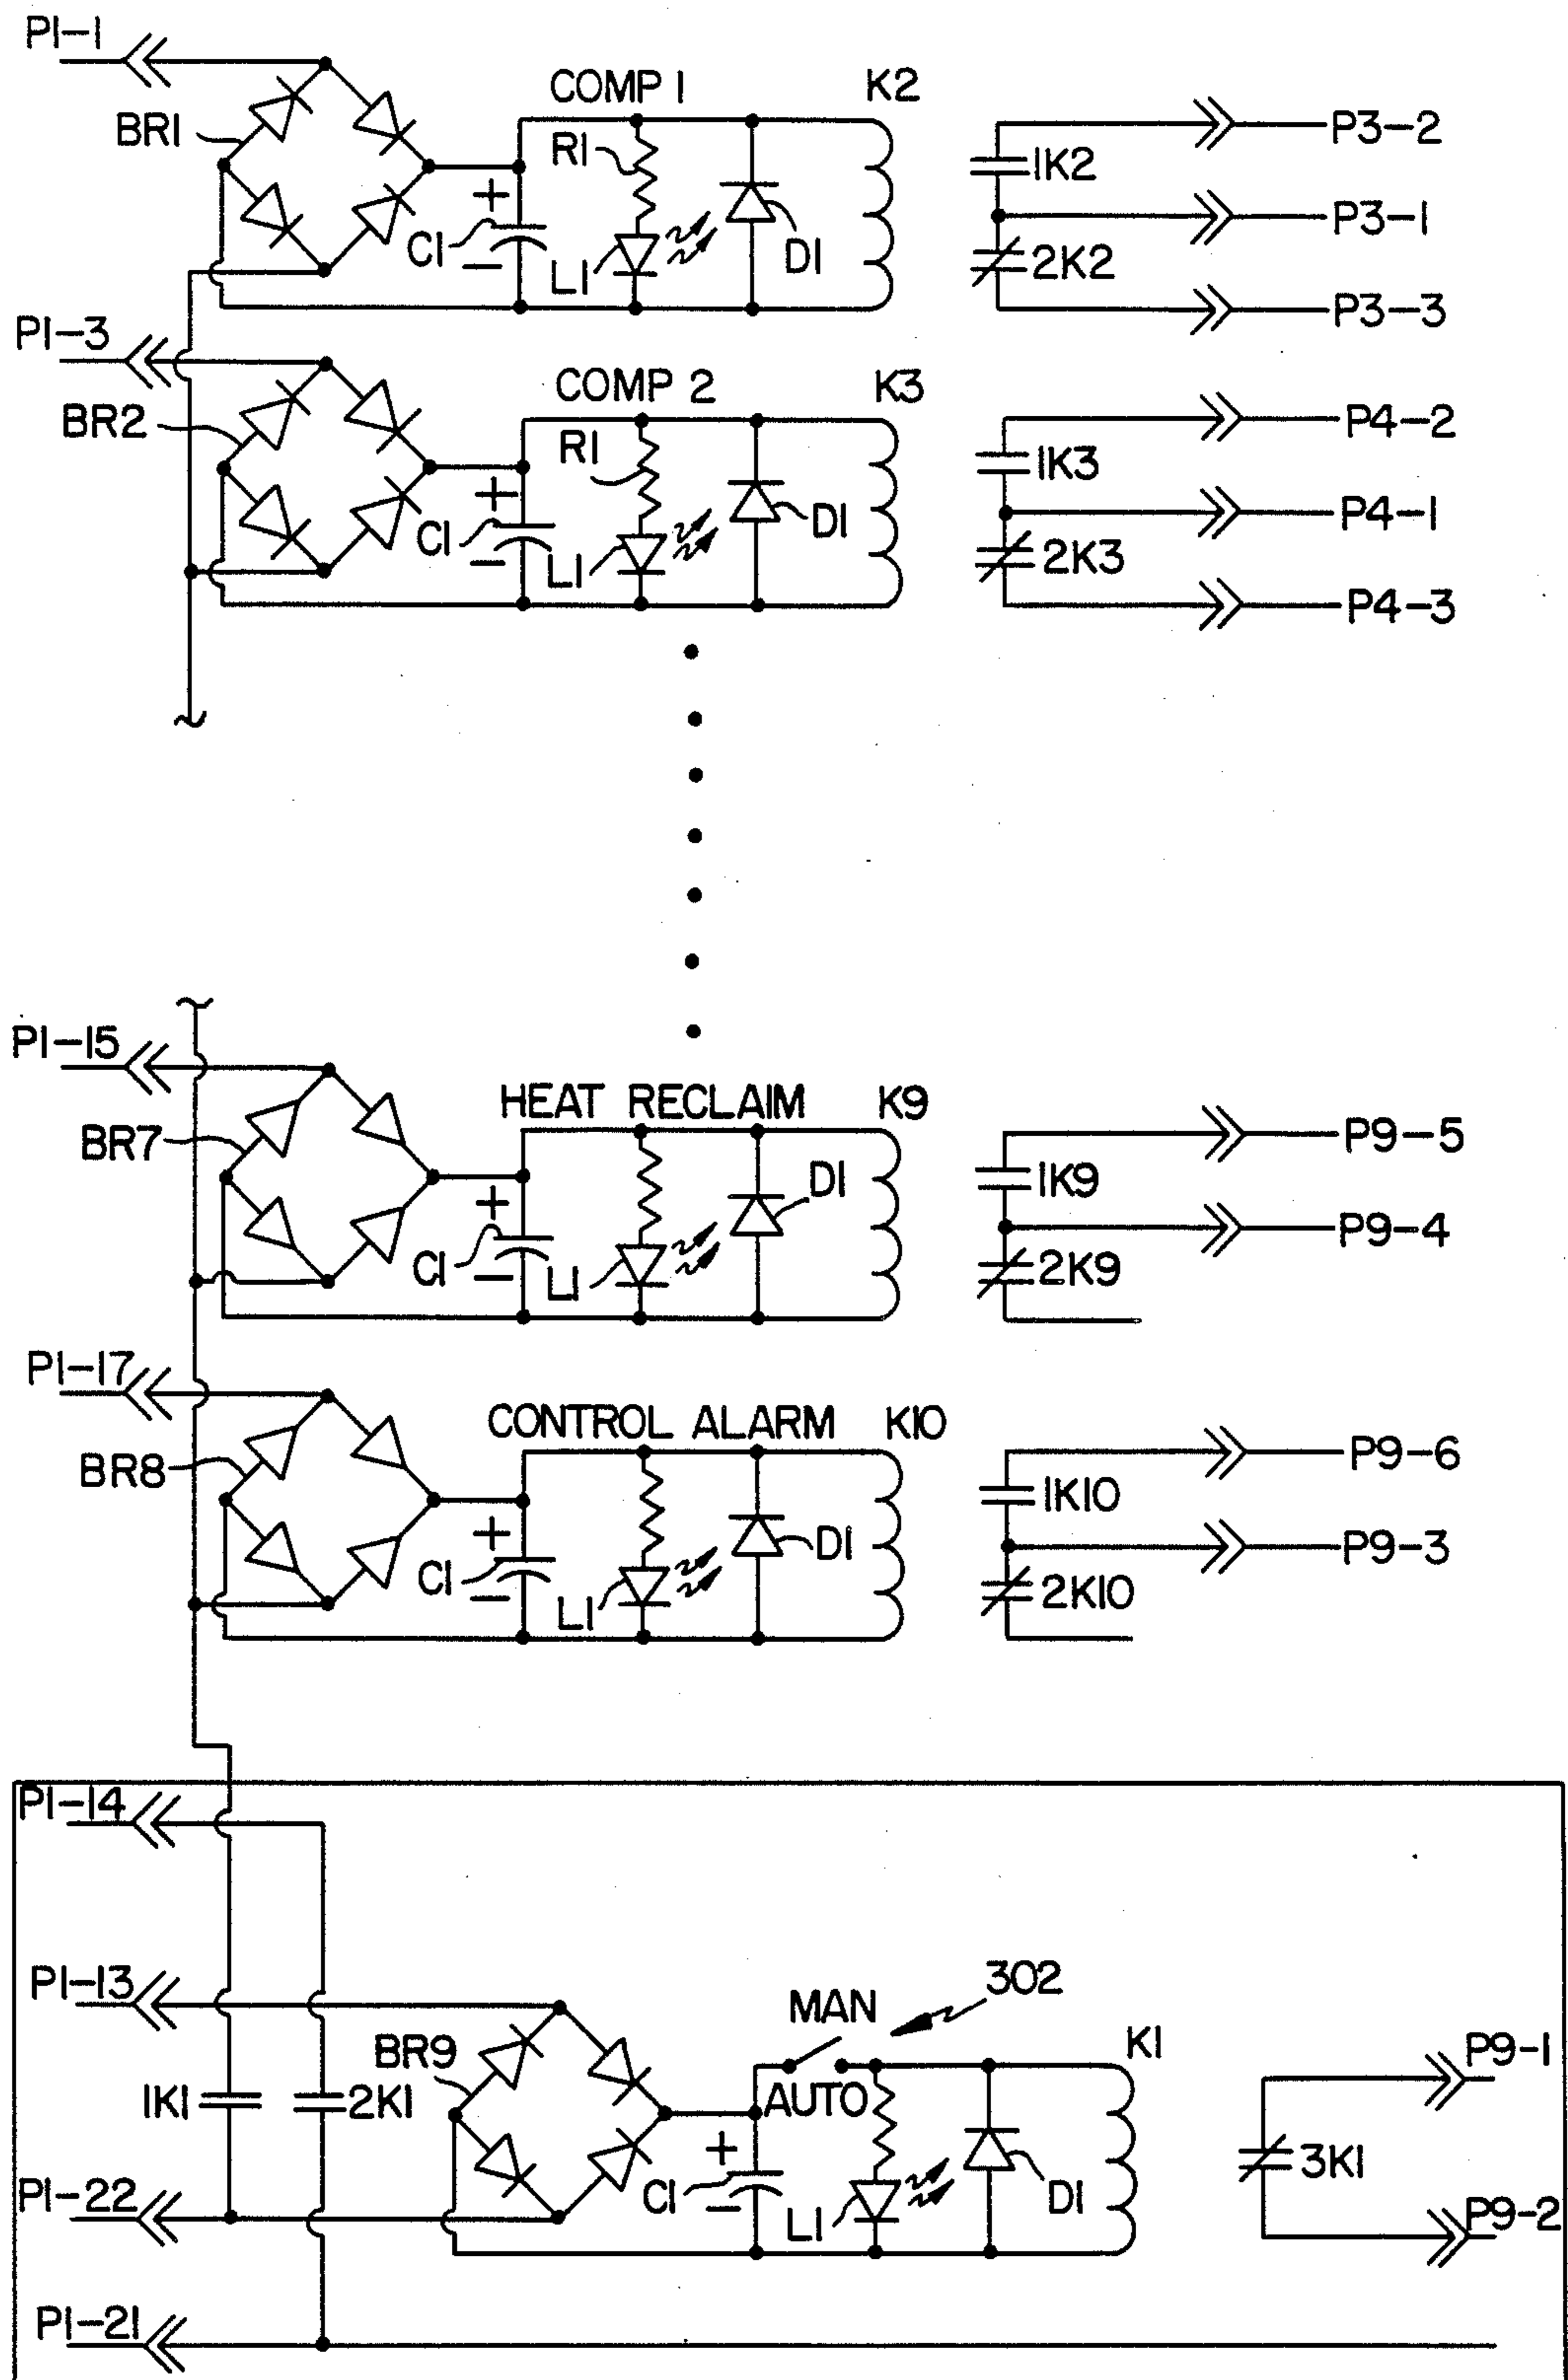 P1-1
COMP 1
K2
BR1
R1
1K2
P3-2
+
C1
-
L1
D1
P3-1
2K2
P3-3
P1-3
COMP 2
K3
BR2
R1
1K3
P4-2
+
C1
-
L1
D1
P4-1
2K3
P4-3
P1-15
HEAT RECLAIM
K9
BR7
D1
1K9
P9-5
+
C1
-
L1
P9-4
2K9
P1-17
CONTROL ALARM
K10
BR8
1K10
P9-6
+
C1
-
L1
D1
P9-3
2K10
P1-14
P1-13
MAN
302
BR9
K1
P9-1
1K1
2K1
AUTO
+
C1
-
L1
D1
3K1
P1-22
P9-2
P1-21